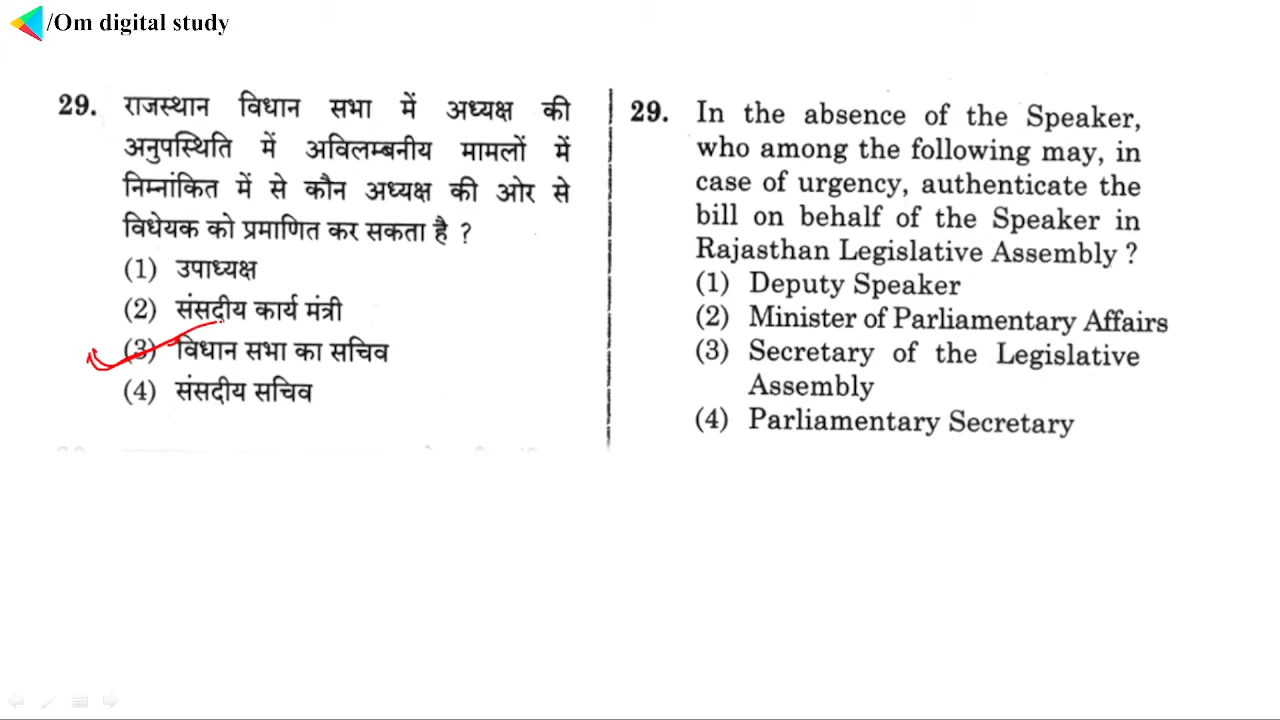 /Om digital study
29. राजस्थान विधान सभा में अध्यक्ष की
अनुपस्थिति में अविलम्बनीय मामलों में
निम्नांकित में से कौन अध्यक्ष की ओर से
विधेयक को प्रमाणित कर सकता है ?
(1) उपाध्यक्ष
(2) संसदीय कार्य मंत्री
(3) विधान सभा का सचिव
(4) संसदीय सचिव
29. In the absence of the Speaker,
who among the following may, in
case of urgency, authenticate the
bill on behalf of the Speaker in
Rajasthan Legislative Assembly ?
(1) Deputy Speaker
(2) Minister of Parliamentary Affairs
(3) Secretary of the Legislative
Assembly
(4) Parliamentary Secretary